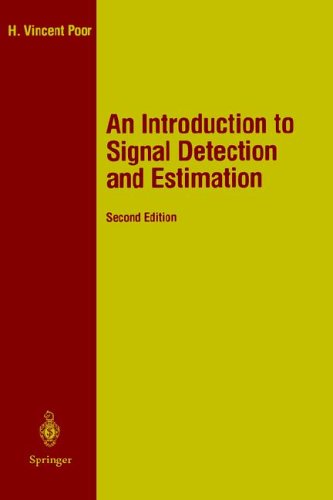 H. Vincent Poor
An Introduction to
Signal Detection
and Estimation
Second Edition
Springer